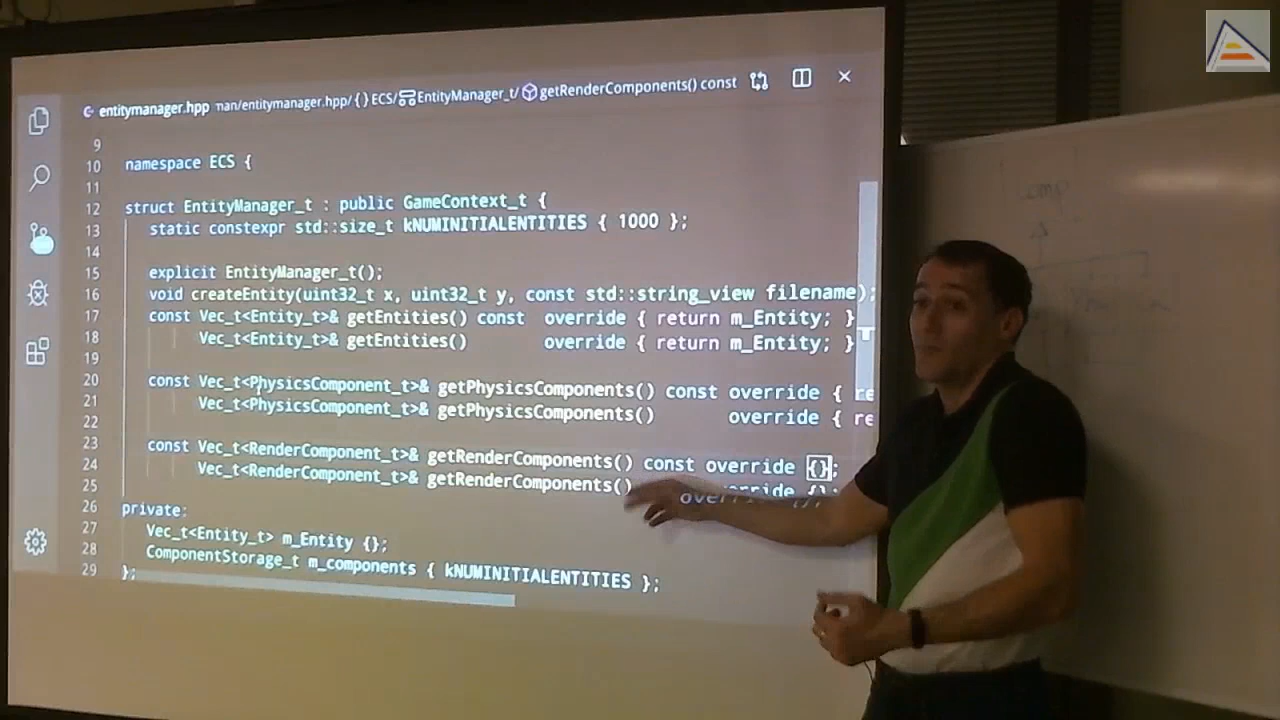 entitymanager.hpp man/entitymanager.hpp/{} ECS/EntityManager_t/getRenderComponents() const
9
10 namespace ECS {
11
12 struct EntityManager_t : public GameContext_t {
13 static constexpr std::size_t kNUMINITIALENTITIES { 1000 };
14
15 explicit EntityManager_t();
16 void createEntity(uint32_t x, uint32_t y, const std::string_view filename);
17 const Vec_t<Entity_t>& getEntities() const override { return m_Entity; }
18 Vec_t<Entity_t>& getEntities() override { return m_Entity; }
19
20 const Vec_t<PhysicsComponent_t>& getPhysicsComponents() const override { re
21 Vec_t<PhysicsComponent_t>& getPhysicsComponents() override { re
22
23 const Vec_t<RenderComponent_t>& getRenderComponents() const override {};
24 Vec_t<RenderComponent_t>& getRenderComponents() override {};
25
26 private:
27 Vec_t<Entity_t> m_Entity {};
28 ComponentStorage_t m_components { kNUMINITIALENTITIES };
29 };